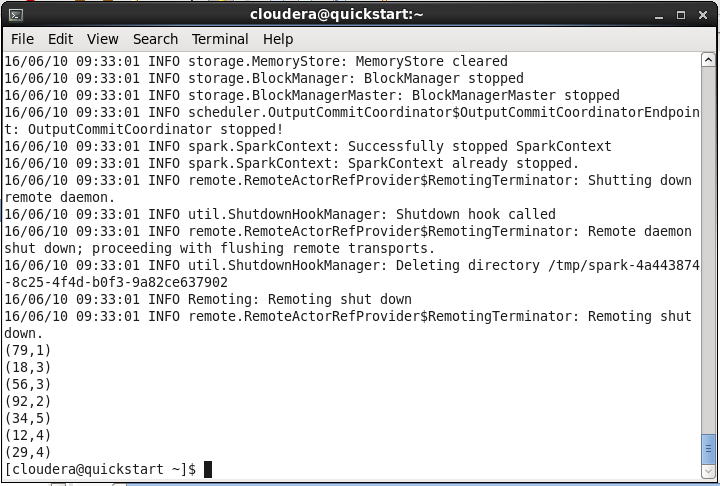 cloudera@quickstart:~
File Edit View Search Terminal Help
16/06/10 09:33:01 INFO storage.MemoryStore: MemoryStore cleared
16/06/10 09:33:01 INFO storage.BlockManager: BlockManager stopped
16/06/10 09:33:01 INFO storage.BlockManagerMaster: BlockManagerMaster stopped
16/06/10 09:33:01 INFO scheduler.OutputCommitCoordinator$OutputCommitCoordinatorEndpoin
t: OutputCommitCoordinator stopped!
16/06/10 09:33:01 INFO spark.SparkContext: Successfully stopped SparkContext
16/06/10 09:33:01 INFO spark.SparkContext: SparkContext already stopped.
16/06/10 09:33:01 INFO remote.RemoteActorRefProvider$RemotingTerminator: Shutting down
remote daemon.
16/06/10 09:33:01 INFO util.ShutdownHookManager: Shutdown hook called
16/06/10 09:33:01 INFO remote.RemoteActorRefProvider$RemotingTerminator: Remote daemon
shut down; proceeding with flushing remote transports.
16/06/10 09:33:01 INFO util.ShutdownHookManager: Deleting directory /tmp/spark-4a443874
-8c25-4f4d-b0f3-9a82ce637902
16/06/10 09:33:01 INFO Remoting: Remoting shut down
16/06/10 09:33:01 INFO remote.RemoteActorRefProvider$RemotingTerminator: Remoting shut
down.
(79,1)
(18,3)
(56,3)
(92,2)
(34,5)
(12,4)
(29,4)
[cloudera@quickstart ~]$